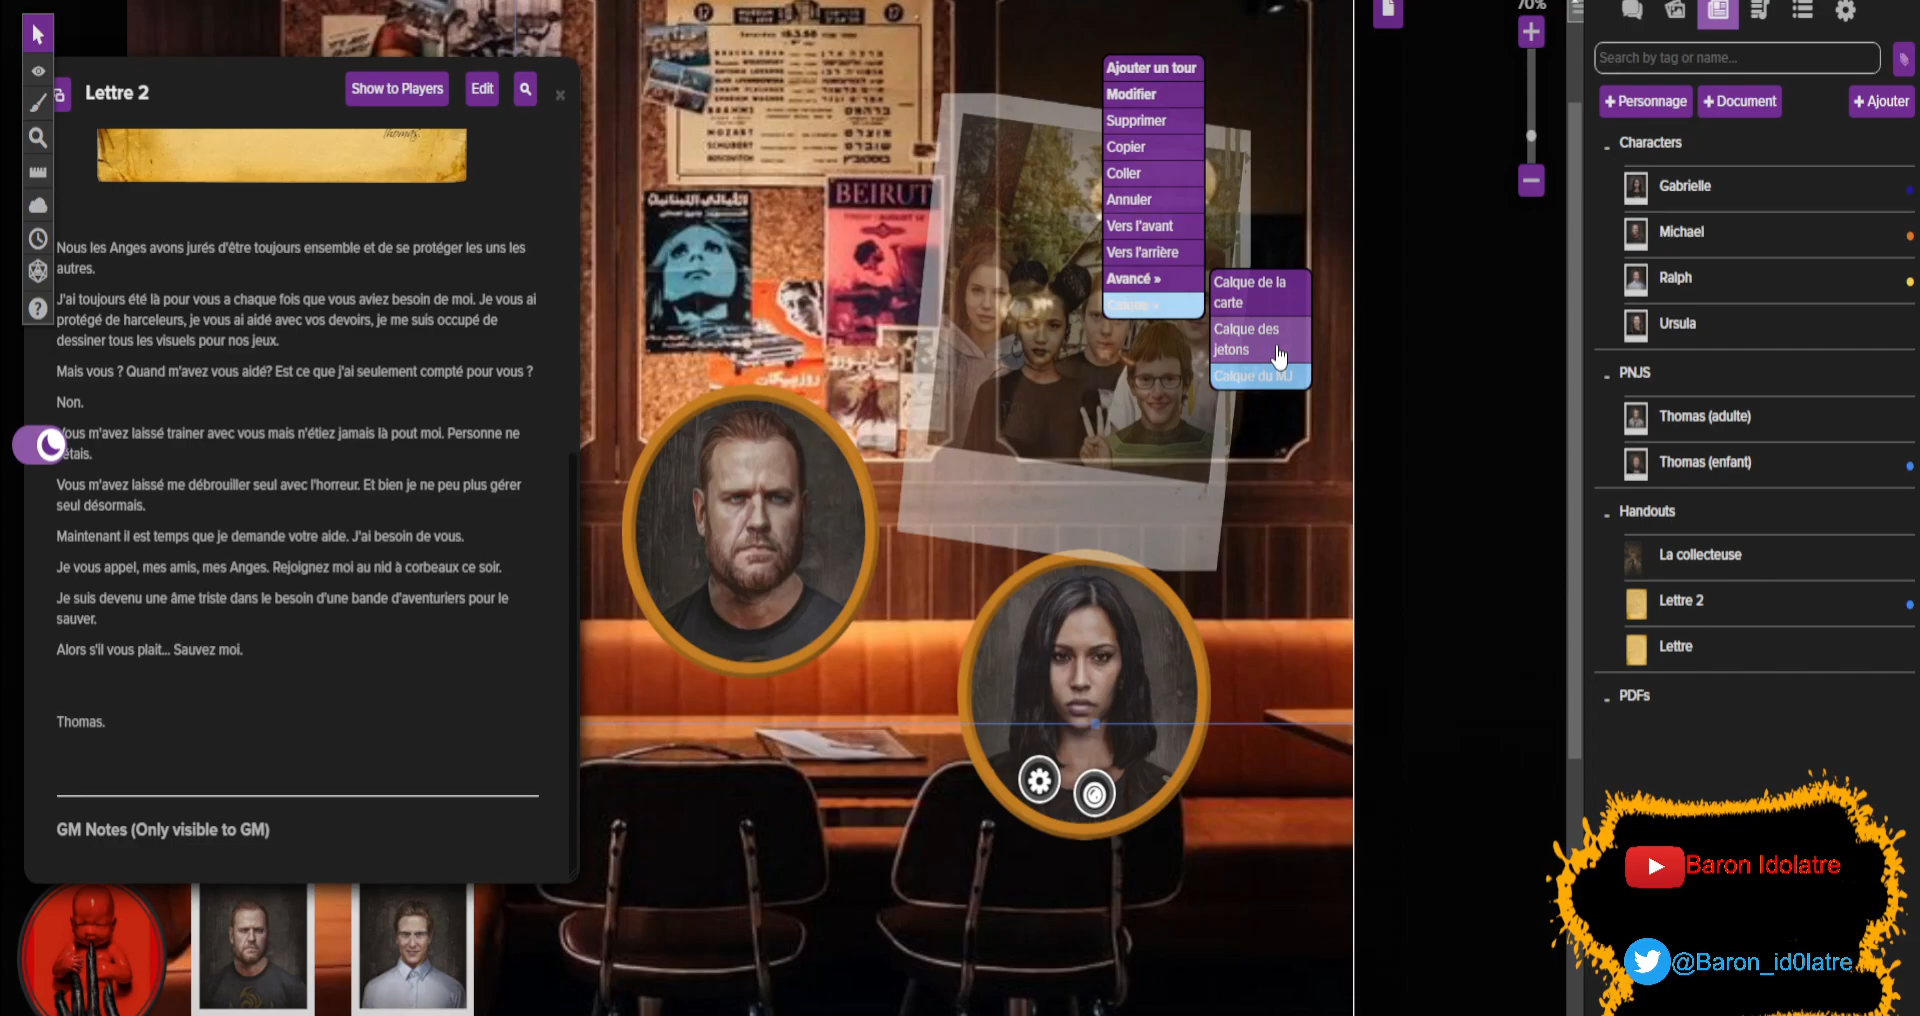 Lettre 2
Show to Players
Edit
Thomas.
Nous les Anges avons jurés d'être toujours ensemble et de se protéger les uns les
autres.
J'ai toujours été là pour vous a chaque fois que vous aviez besoin de moi. Je vous ai
protégé de harceleurs, je vous ai aidé avec vos devoirs, je me suis occupé de
dessiner tous les visuels pour nos jeux.
Mais vous ? Quand m'avez vous aidé? Est ce que j'ai seulement compté pour vous ?
Non.
Vous m'avez laissé trainer avec vous mais n'étiez jamais là pout moi. Personne ne
étais.
Vous m'avez laissé me débrouiller seul avec l'horreur. Et bien je ne peu plus gérer
seul désormais.
Maintenant il est temps que je demande votre aide. J'ai besoin de vous.
Je vous appel, mes amis, mes Anges. Rejoignez moi au nid à corbeaux ce soir.
Je suis devenu une âme triste dans le besoin d'une bande d'aventuriers pour le
sauver.
Alors s'il vous plait... Sauvez moi.
Thomas.
GM Notes (Only visible to GM)
17
17
MOZART
SCHUBERT
BEIRUT
Ajouter un tour
Modifier
Supprimer
Copier
Coller
Annuler
Vers l'avant
Vers l'arrière
Avancé »
Calque »
Calque de la
carte
Calque des
jetons
Calque du MJ
70%
Search by tag or name...
+ Personnage
+ Document
+ Ajouter
Characters
Gabrielle
Michael
Ralph
Ursula
PNJS
Thomas (adulte)
Thomas (enfant)
Handouts
La collecteuse
Lettre 2
Lettre
PDFs
Baron Idolatre
@Baron_id0latre